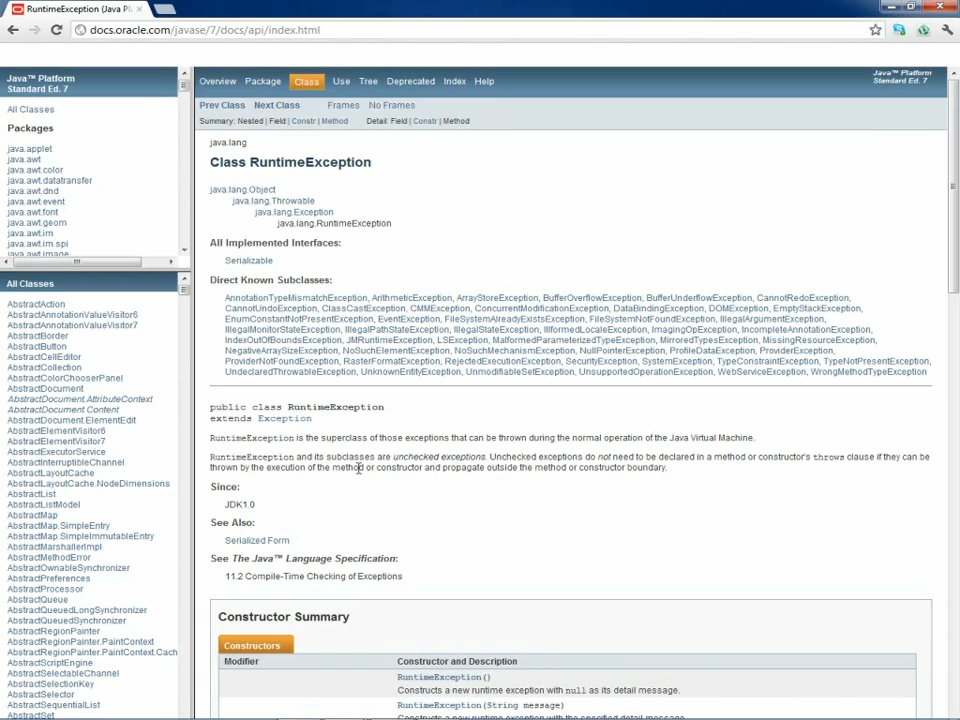 RuntimeException (Java Pl
docs.oracle.com/javase/7/docs/api/index.html
Java™ Platform
Standard Ed. 7
All Classes
Packages
java.applet
java.awt
java.awt.color
java.awt.datatransfer
java.awt.dnd
java.awt.event
java.awt.font
java.awt.geom
java.awt.im
java.awt.im.spi
java.awt.image
All Classes
AbstractAction
AbstractAnnotationValueVisitor6
AbstractAnnotationValueVisitor7
AbstractBorder
AbstractButton
AbstractCellEditor
AbstractCollection
AbstractColorChooserPanel
AbstractDocument
AbstractDocument.AttributeContext
AbstractDocument.Content
AbstractDocument.ElementEdit
AbstractElementVisitor6
AbstractElementVisitor7
AbstractExecutorService
AbstractInterruptibleChannel
AbstractLayoutCache
AbstractLayoutCache.NodeDimensions
AbstractList
AbstractListModel
AbstractMap
AbstractMap.SimpleEntry
AbstractMap.SimpleImmutableEntry
AbstractMarshallerImpl
AbstractMethodError
AbstractOwnableSynchronizer
AbstractPreferences
AbstractProcessor
AbstractQueue
AbstractQueuedLongSynchronizer
AbstractQueuedSynchronizer
AbstractRegionPainter
AbstractRegionPainter.PaintContext
AbstractRegionPainter.PaintContext.Cach
AbstractScriptEngine
AbstractSelectableChannel
AbstractSelectionKey
AbstractSelector
AbstractSequentialList
AbstractSet
Overview Package Class Use Tree Deprecated Index Help
Java™ Platform
Standard Ed. 7
Prev Class Next Class Frames No Frames
Summary: Nested | Field | Constr | Method Detail: Field | Constr | Method
java.lang
Class RuntimeException
java.lang.Object
java.lang.Throwable
java.lang.Exception
java.lang.RuntimeException
All Implemented Interfaces:
Serializable
Direct Known Subclasses:
AnnotationTypeMismatchException, ArithmeticException, ArrayStoreException, BufferOverflowException, BufferUnderflowException, CannotRedoException,
CannotUndoException, ClassCastException, CMMException, ConcurrentModificationException, DataBindingException, DOMException, EmptyStackException,
EnumConstantNotPresentException, EventException, FileSystemAlreadyExistsException, FileSystemNotFoundException, IllegalArgumentException,
IllegalMonitorStateException, IllegalPathStateException, IllegalStateException, IllformedLocaleException, ImagingOpException, IncompleteAnnotationException,
IndexOutOfBoundsException, JMRuntimeException, LSException, MalformedParameterizedTypeException, MirroredTypesException, MissingResourceException,
NegativeArraySizeException, NoSuchElementException, NoSuchMechanismException, NullPointerException, ProfileDataException, ProviderException,
ProviderNotFoundException, RasterFormatException, RejectedExecutionException, SecurityException, SystemException, TypeConstraintException, TypeNotPresentException,
UndeclaredThrowableException, UnknownEntityException, UnmodifiableSetException, UnsupportedOperationException, WebServiceException, WrongMethodTypeException
public class RuntimeException
extends Exception
RuntimeException is the superclass of those exceptions that can be thrown during the normal operation of the Java Virtual Machine.
RuntimeException and its subclasses are unchecked exceptions. Unchecked exceptions do not need to be declared in a method or constructor's throws clause if they can be
thrown by the execution of the method or constructor and propagate outside the method or constructor boundary.
Since:
JDK1.0
See Also:
Serialized Form
See The Java™ Language Specification:
11.2 Compile-Time Checking of Exceptions
Constructor Summary
Constructors
Modifier Constructor and Description
RuntimeException()
Constructs a new runtime exception with null as its detail message.
RuntimeException(String message)
Constructs a new runtime exception with the specified detail message.